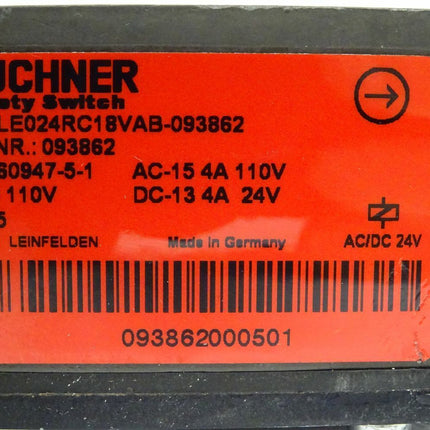 UCHNER
ety Switch
LE024RC18VAB-093862
NR.: 093862
60947-5-1 AC-15 4A 110V
110V DC-13 4A 24V
5
LEINFELDEN Made in Germany AC/DC 24V
093862000501